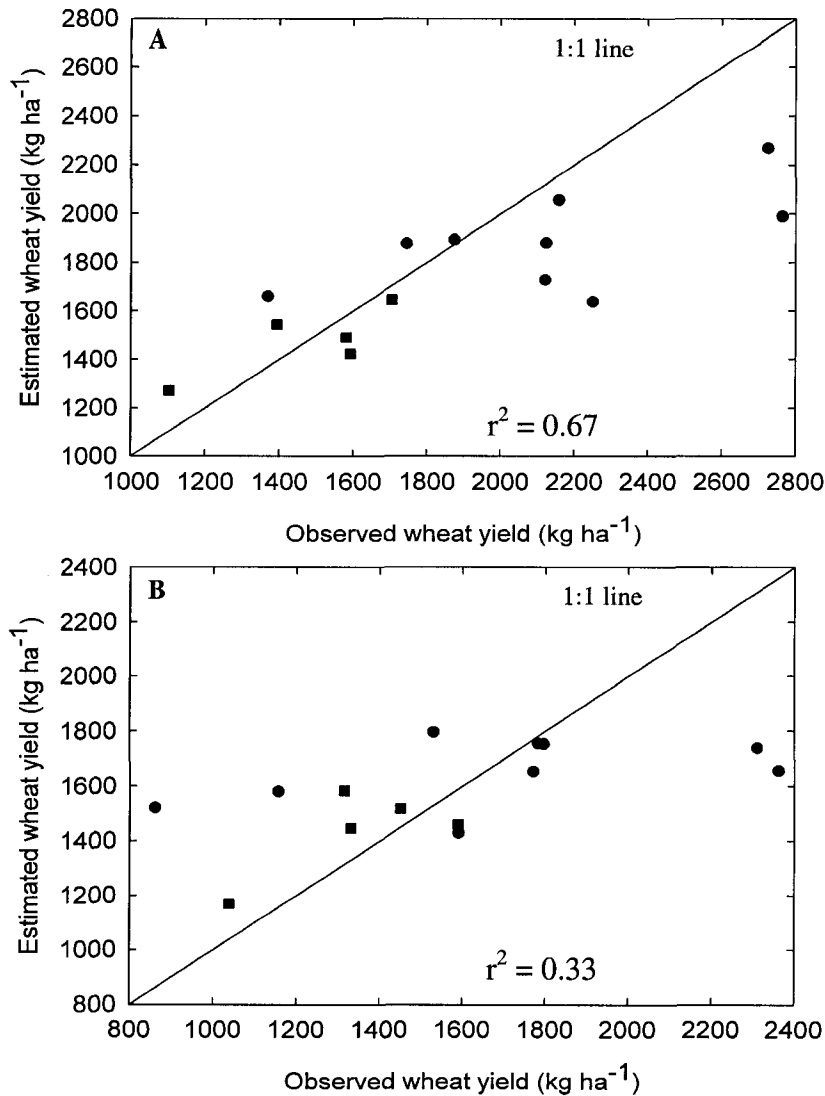 A
1:1 line
2800
2600
2400
2200
2000
1800
1600
1400
1200
1000
Estimated wheat yield (kg ha⁻¹)
r² = 0.67
1000 1200 1400 1600 1800 2000 2200 2400 2600 2800
Observed wheat yield (kg ha⁻¹)
B
1:1 line
2400
2200
2000
1800
1600
1400
1200
1000
800
Estimated wheat yield (kg ha⁻¹)
r² = 0.33
800 1000 1200 1400 1600 1800 2000 2200 2400
Observed wheat yield (kg ha⁻¹)